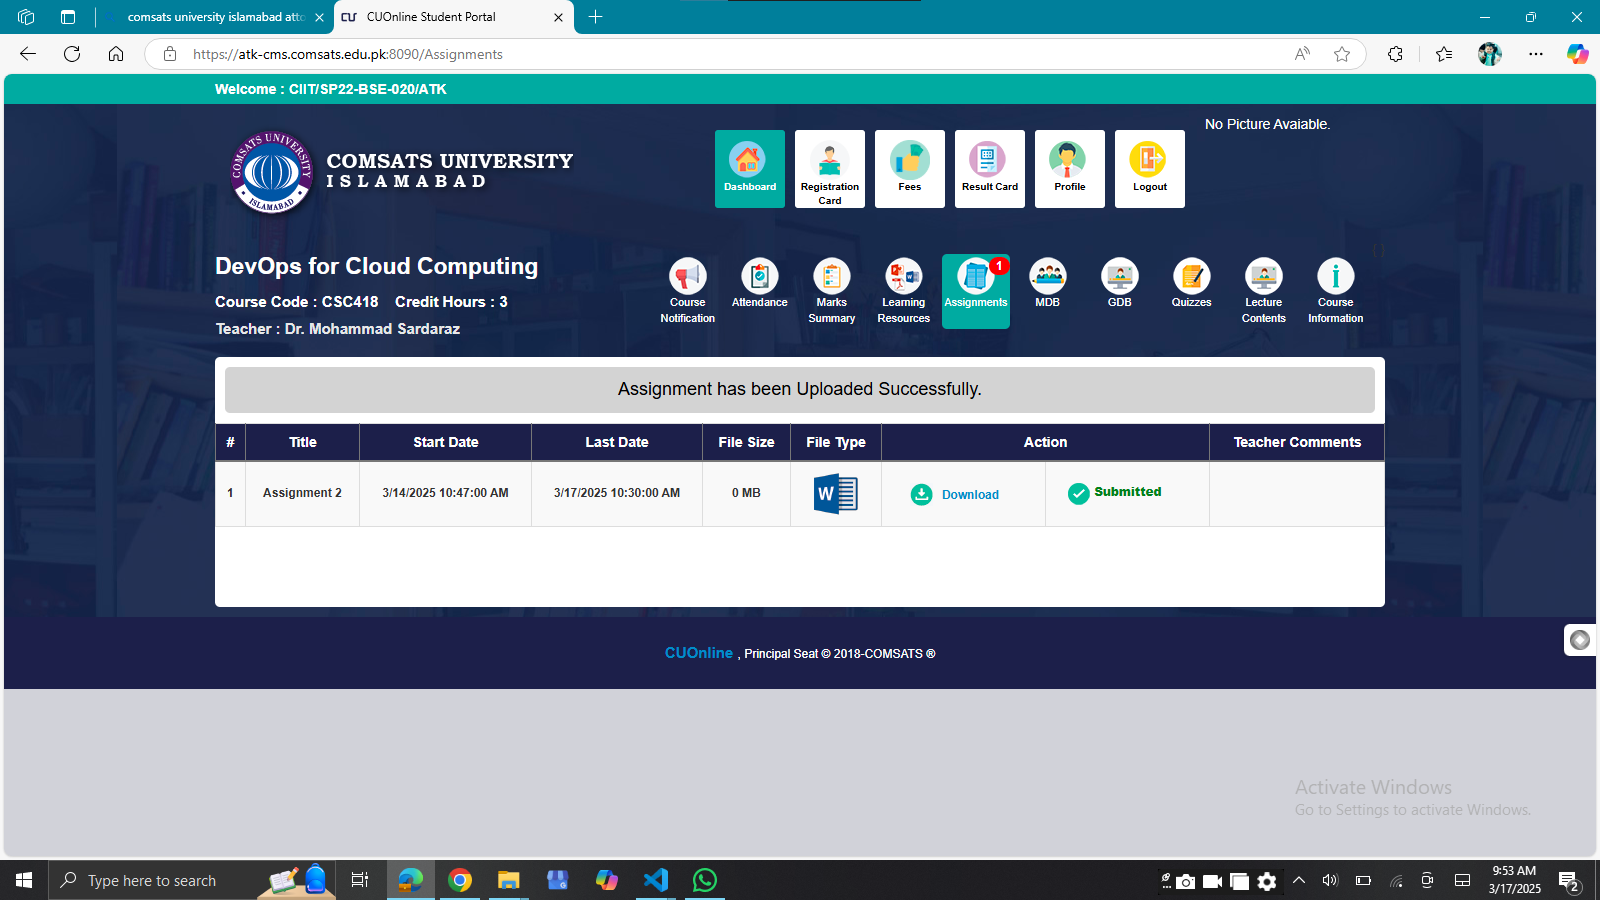 comsats university islamabad atto
CUOnline Student Portal
https://atk-cms.comsats.edu.pk:8090/Assignments
Welcome : CIIT/SP22-BSE-020/ATK
No Picture Avaiable.
COMSATS UNIVERSITY
ISLAMABAD
COMSATS UNIVERSITY
ISLAMABAD
Dashboard
Registration
Card
Fees
Result Card
Profile
Logout
DevOps for Cloud Computing
Course Code : CSC418 Credit Hours : 3
Teacher : Dr. Mohammad Sardaraz
Course
Notification
Attendance
Marks
Summary
Learning
Resources
1
Assignments
MDB
GDB
Quizzes
Lecture
Contents
Course
Information
Assignment has been Uploaded Successfully.
# Title Start Date Last Date File Size File Type Action Teacher Comments
1 Assignment 2 3/14/2025 10:47:00 AM 3/17/2025 10:30:00 AM 0 MB W Download Submitted
CUOnline , Principal Seat © 2018-COMSATS ®
Activate Windows
Go to Settings to activate Windows.
Type here to search
9:53 AM
3/17/2025
2